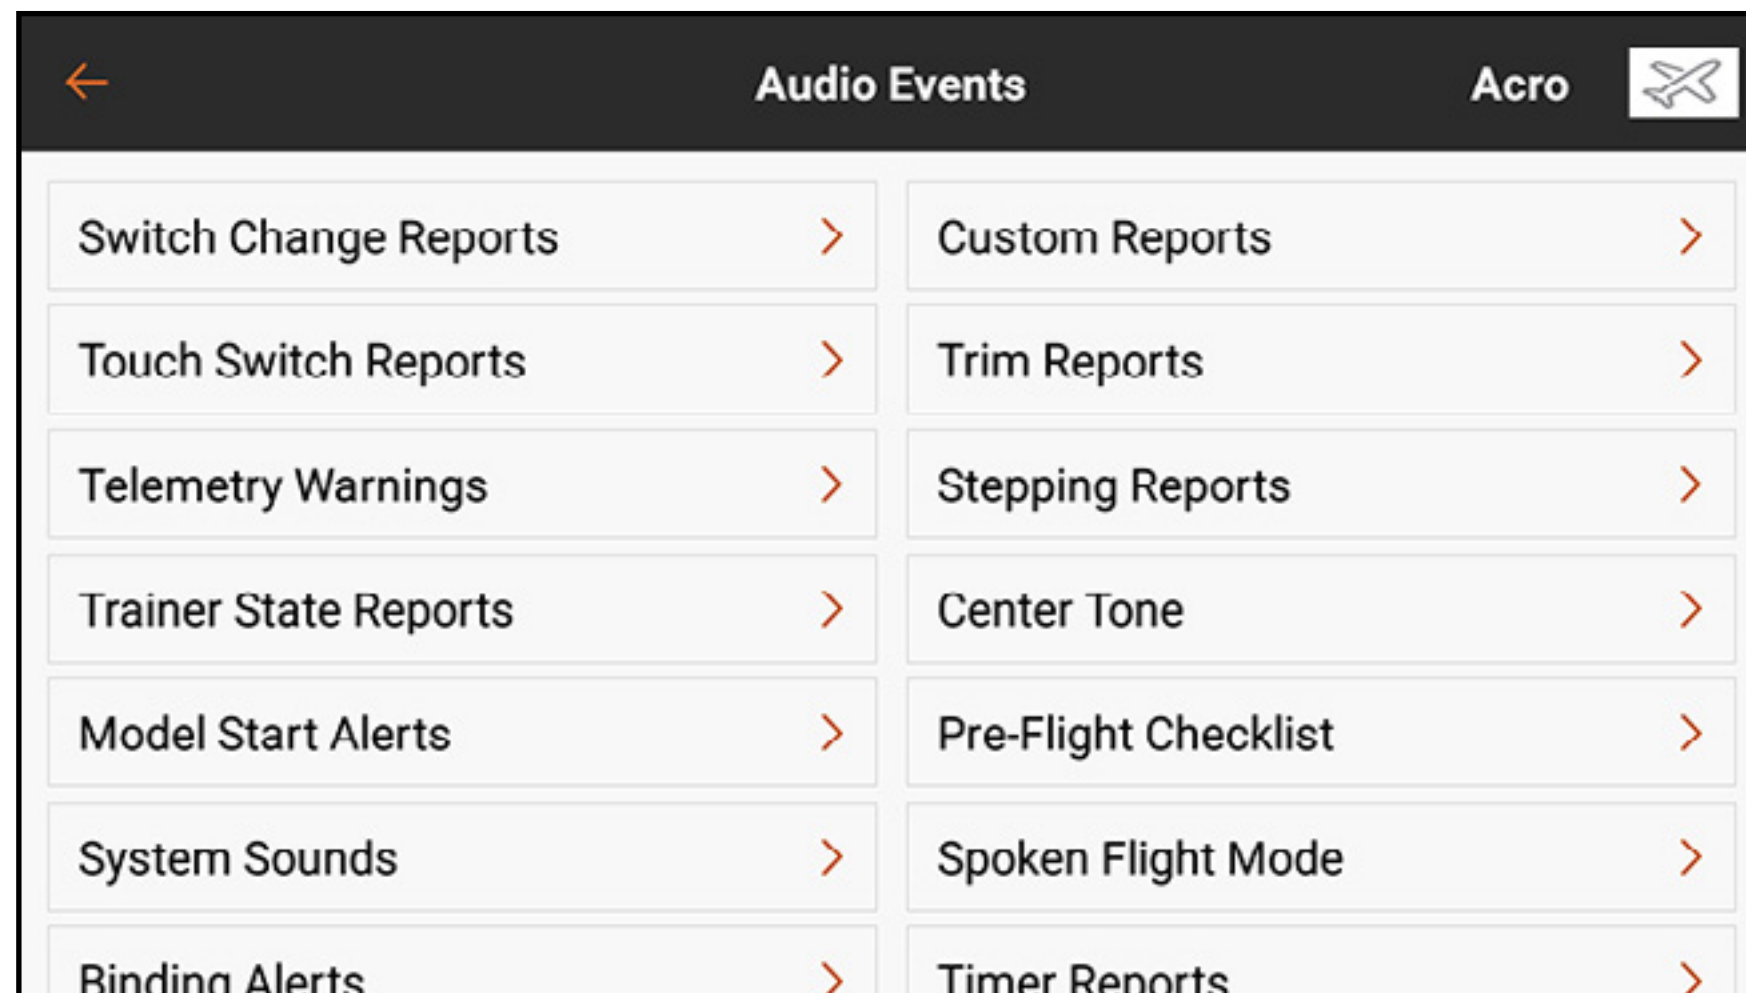 Audio Events
Acro
Switch Change Reports
Custom Reports
Touch Switch Reports
Trim Reports
Telemetry Warnings
Stepping Reports
Trainer State Reports
Center Tone
Model Start Alerts
Pre-Flight Checklist
System Sounds
Spoken Flight Mode
Binding Alerts
Timer Reports